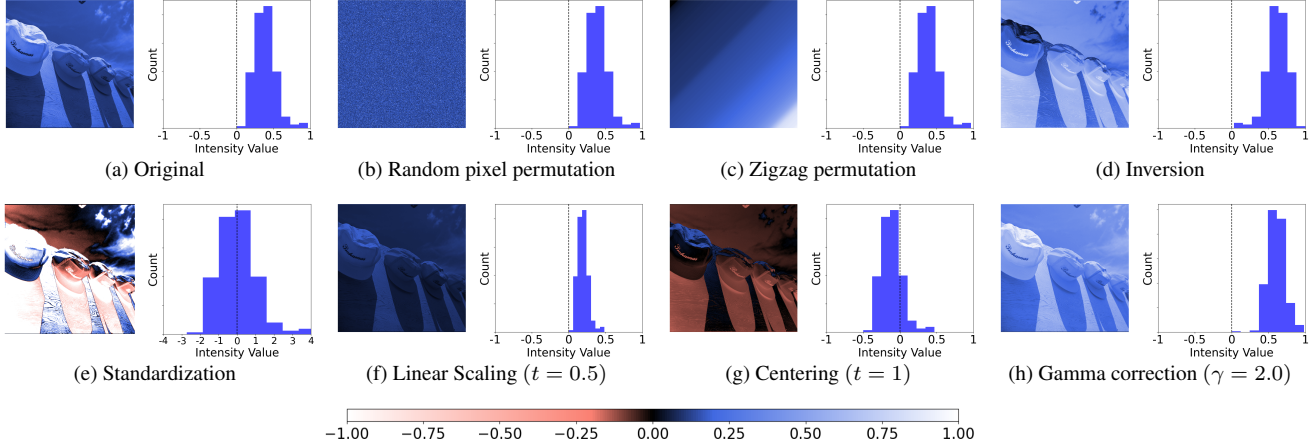 Count
-1 -0.5 0 0.5 1
Intensity Value
(a) Original
Count
-1 -0.5 0 0.5 1
Intensity Value
(b) Random pixel permutation
Count
-1 -0.5 0 0.5 1
Intensity Value
(c) Zigzag permutation
Count
-1 -0.5 0 0.5 1
Intensity Value
(d) Inversion
Count
-4 -3 -2 -1 0 1 2 3 4
Intensity Value
(e) Standardization
Count
-1 -0.5 0 0.5 1
Intensity Value
(f) Linear Scaling (t = 0.5)
Count
-1 -0.5 0 0.5 1
Intensity Value
(g) Centering (t = 1)
Count
-1 -0.5 0 0.5 1
Intensity Value
(h) Gamma correction (γ = 2.0)
−1.00 −0.75 −0.50 −0.25 0.00 0.25 0.50 0.75 1.00